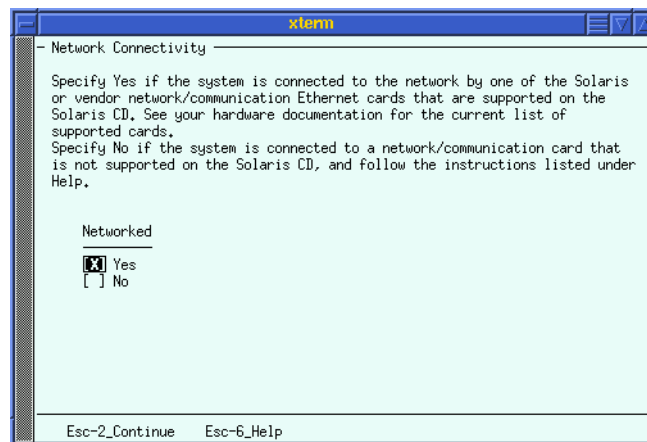 xterm
Network Connectivity
Specify Yes if the system is connected to the network by one of the Solaris
or vendor network/communication Ethernet cards that are supported on the
Solaris CD. See your hardware documentation for the current list of
supported cards.
Specify No if the system is connected to a network/communication card that
is not supported on the Solaris CD, and follow the instructions listed under
Help.
Networked
[X] Yes
[ ] No
Esc-2_Continue Esc-6_Help